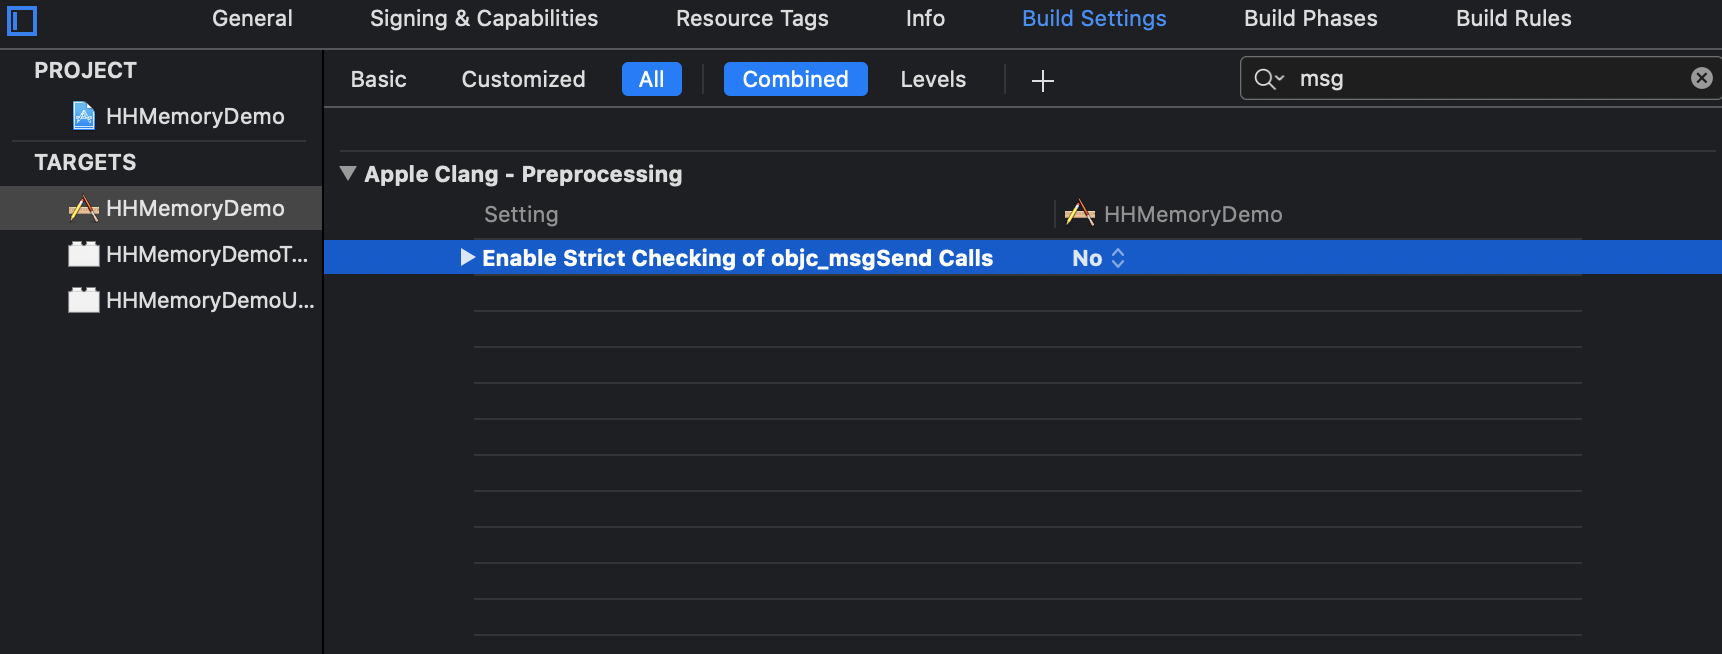 General Signing & Capabilities Resource Tags Info Build Settings Build Phases Build Rules
PROJECT
HHMemoryDemo
TARGETS
HHMemoryDemo
HHMemoryDemoT...
HHMemoryDemoU...
Basic Customized All Combined Levels + msg
Apple Clang - Preprocessing
Setting HHMemoryDemo
Enable Strict Checking of objc_msgSend Calls No